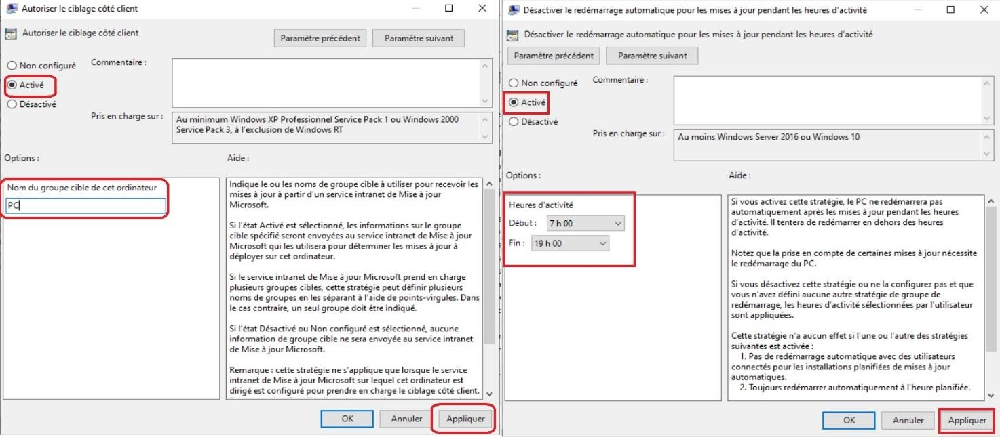 Autoriser le ciblage côté client
Autoriser le ciblage côté client
Paramètre précédent
Paramètre suivant
Non configuré
Commentaire :
Activé
Désactivé
Pris en charge sur :
Au minimum Windows XP Professionnel Service Pack 1 ou Windows 2000
Service Pack 3, à l'exclusion de Windows RT
Options :
Aide :
Nom du groupe cible de cet ordinateur
PC
Indique le ou les noms de groupe cible à utiliser pour recevoir les
mises à jour à partir d'un service intranet de Mise à jour
Microsoft.
Si l'état Activé est sélectionné, les informations sur le groupe
cible spécifié seront envoyées au service intranet de Mise à jour
Microsoft qui les utilisera pour déterminer les mises à jour à
déployer sur cet ordinateur.
Si le service intranet de Mise à jour Microsoft prend en charge
plusieurs groupes cibles, cette stratégie peut définir plusieurs
noms de groupes en les séparant à l'aide de points-virgules. Dans
le cas contraire, un seul groupe doit être indiqué.
Si l'état Désactivé ou Non configuré est sélectionné, aucune
information de groupe cible ne sera envoyée au service intranet
de Mise à jour Microsoft.
Remarque : cette stratégie ne s'applique que lorsque le service
intranet de Mise à jour Microsoft sur lequel cet ordinateur est
dirigé est configuré pour prendre en charge le ciblage côté client.
OK
Annuler
Appliquer
Désactiver le redémarrage automatique pour les mises à jour pendant les heures d'activité
Désactiver le redémarrage automatique pour les mises à jour pendant les heures d'activité
Paramètre précédent
Paramètre suivant
Non configuré
Commentaire :
Activé
Désactivé
Pris en charge sur :
Au moins Windows Server 2016 ou Windows 10
Options :
Aide :
Heures d'activité
Début : 7 h 00
Fin : 19 h 00
Si vous activez cette stratégie, le PC ne redémarrera pas
automatiquement après les mises à jour pendant les heures
d'activité. Il tentera de redémarrer en dehors des heures
d'activité.
Notez que la prise en compte de certaines mises à jour nécessite
le redémarrage du PC.
Si vous désactivez cette stratégie ou ne la configurez pas et que
vous n'avez défini aucune autre stratégie de groupe de
redémarrage, les heures d'activité sélectionnées par l'utilisateur
sont appliquées.
Cette stratégie n'a aucun effet si l'une ou l'autre des stratégies
suivantes est activée :
1. Pas de redémarrage automatique avec des utilisateurs
connectés pour les installations planifiées de mises à jour
automatiques.
2. Toujours redémarrer automatiquement à l'heure planifiée.
OK
Annuler
Appliquer